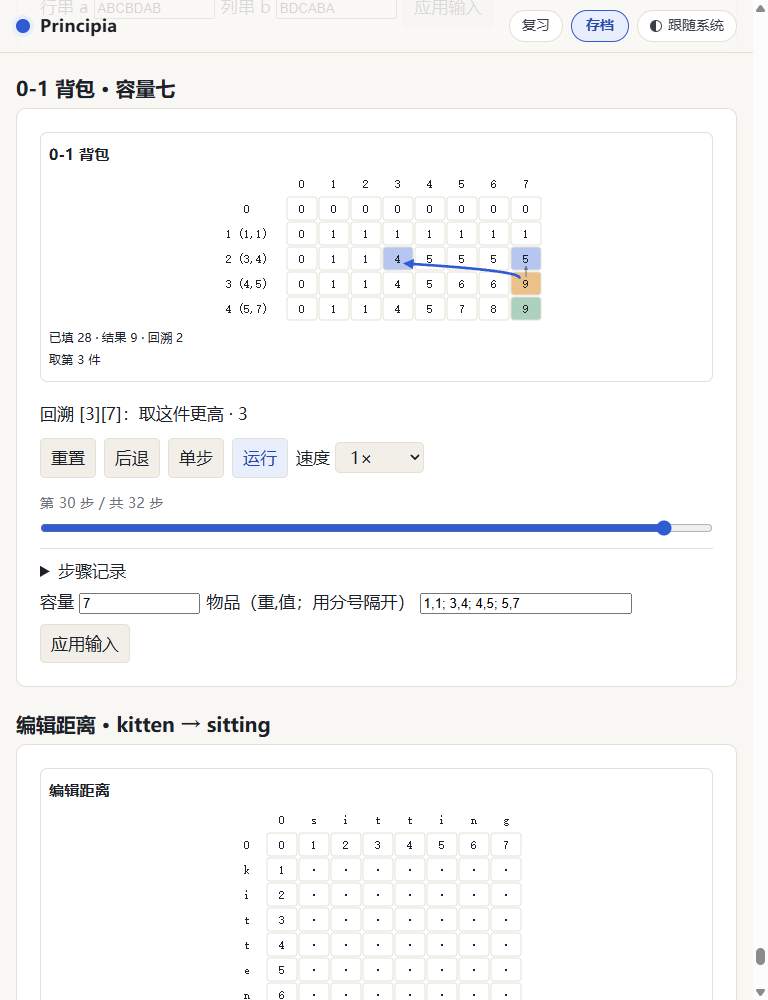 行串 a ABCBDAB 列串 b BDCABA 应用输入
Principia 复习 存档 跟随系统
0-1 背包 • 容量七
0-1 背包
0 1 2 3 4 5 6 7
0 0 0 0 0 0 0 0 0
1 (1,1) 0 1 1 1 1 1 1 1
2 (3,4) 0 1 1 4 5 5 5 5
3 (4,5) 0 1 1 4 5 6 6 9
4 (5,7) 0 1 1 4 5 7 8 9
已填 28 · 结果 9 · 回溯 2
取第 3 件
回溯 [3][7]：取这件更高 · 3
重置 后退 单步 运行 速度 1×
第 30 步 / 共 32 步
步骤记录
容量 7 物品（重,值；用分号隔开） 1,1; 3,4; 4,5; 5,7
应用输入
编辑距离 • kitten → sitting
编辑距离
0 s i t t i n g
0 0 1 2 3 4 5 6 7
k 1 · · · · · · ·
i 2 · · · · · · ·
t 3 · · · · · · ·
t 4 · · · · · · ·
e 5 · · · · · · ·
n 6 · · · · · · ·